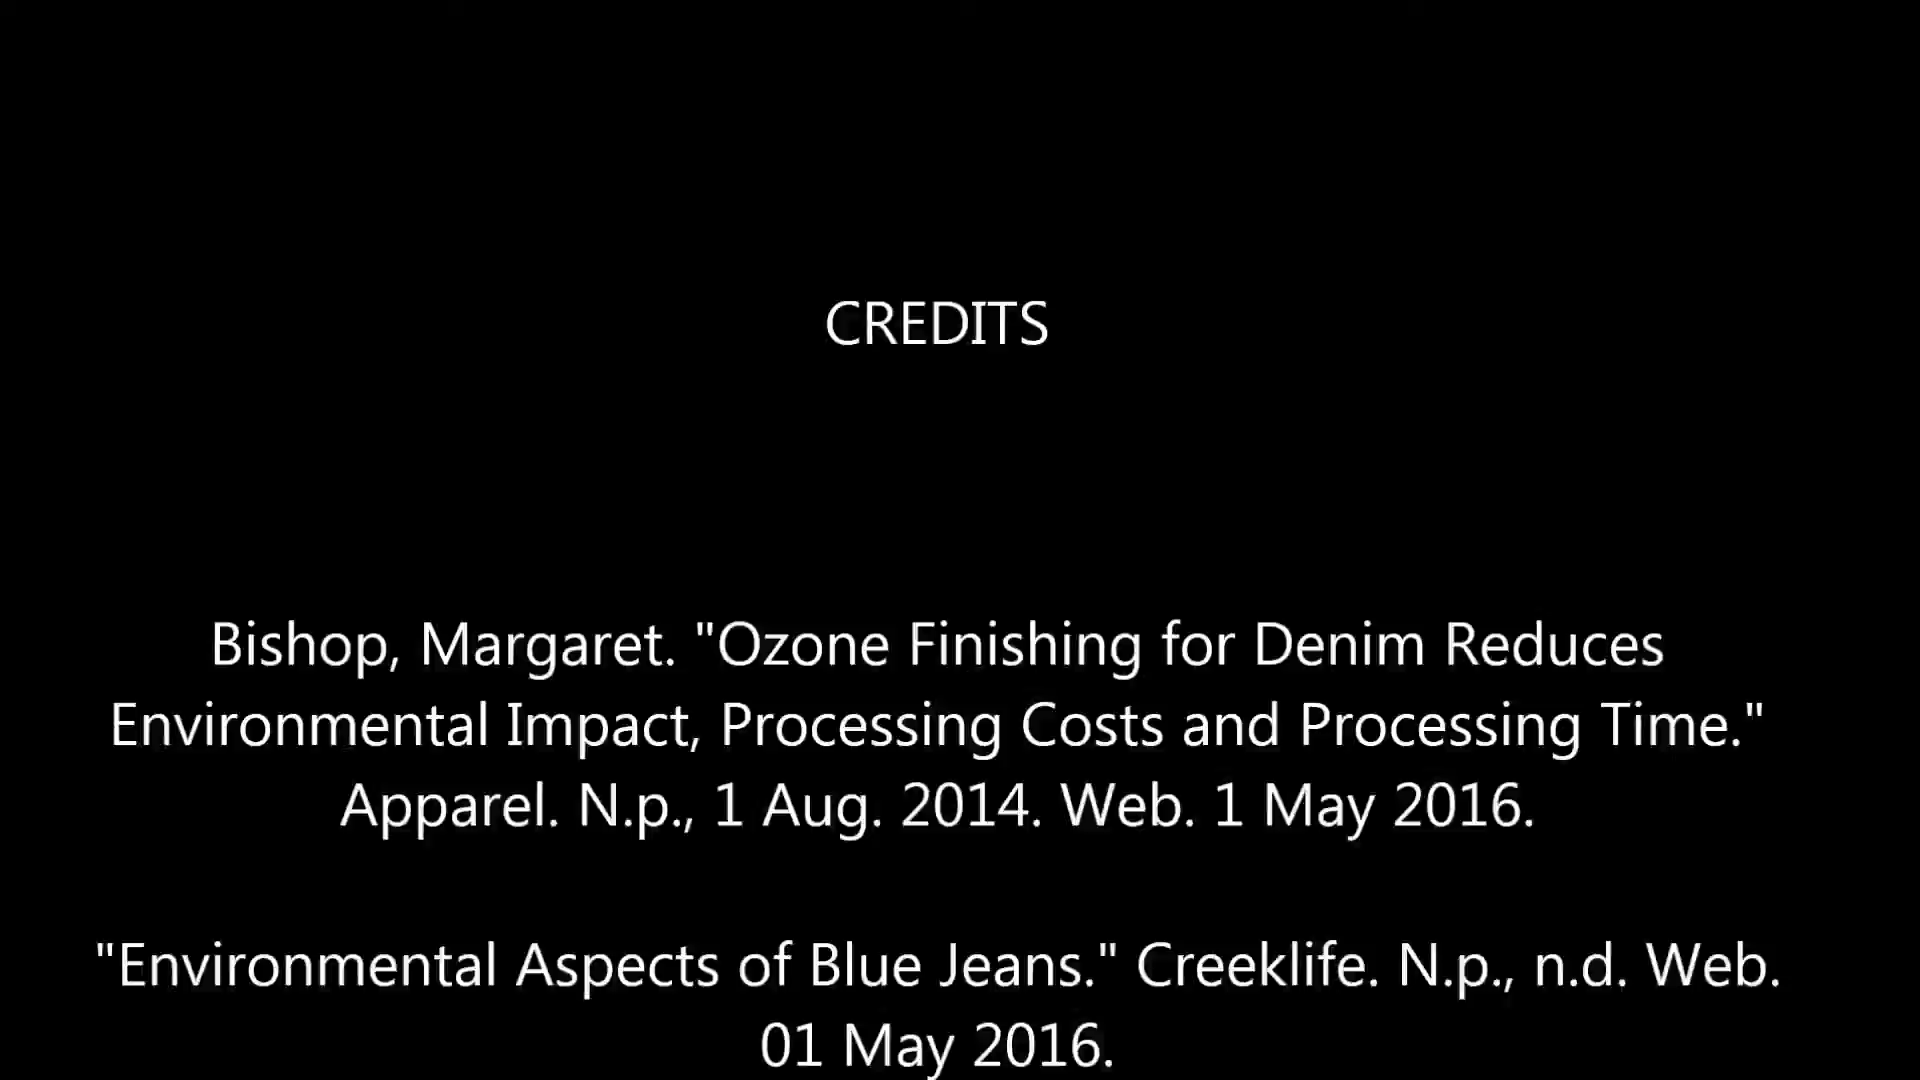 CREDITS
Bishop, Margaret. "Ozone Finishing for Denim Reduces
Environmental Impact, Processing Costs and Processing Time."
Apparel. N.p., 1 Aug. 2014. Web. 1 May 2016.
"Environmental Aspects of Blue Jeans." Creeklife. N.p., n.d. Web.
01 May 2016.